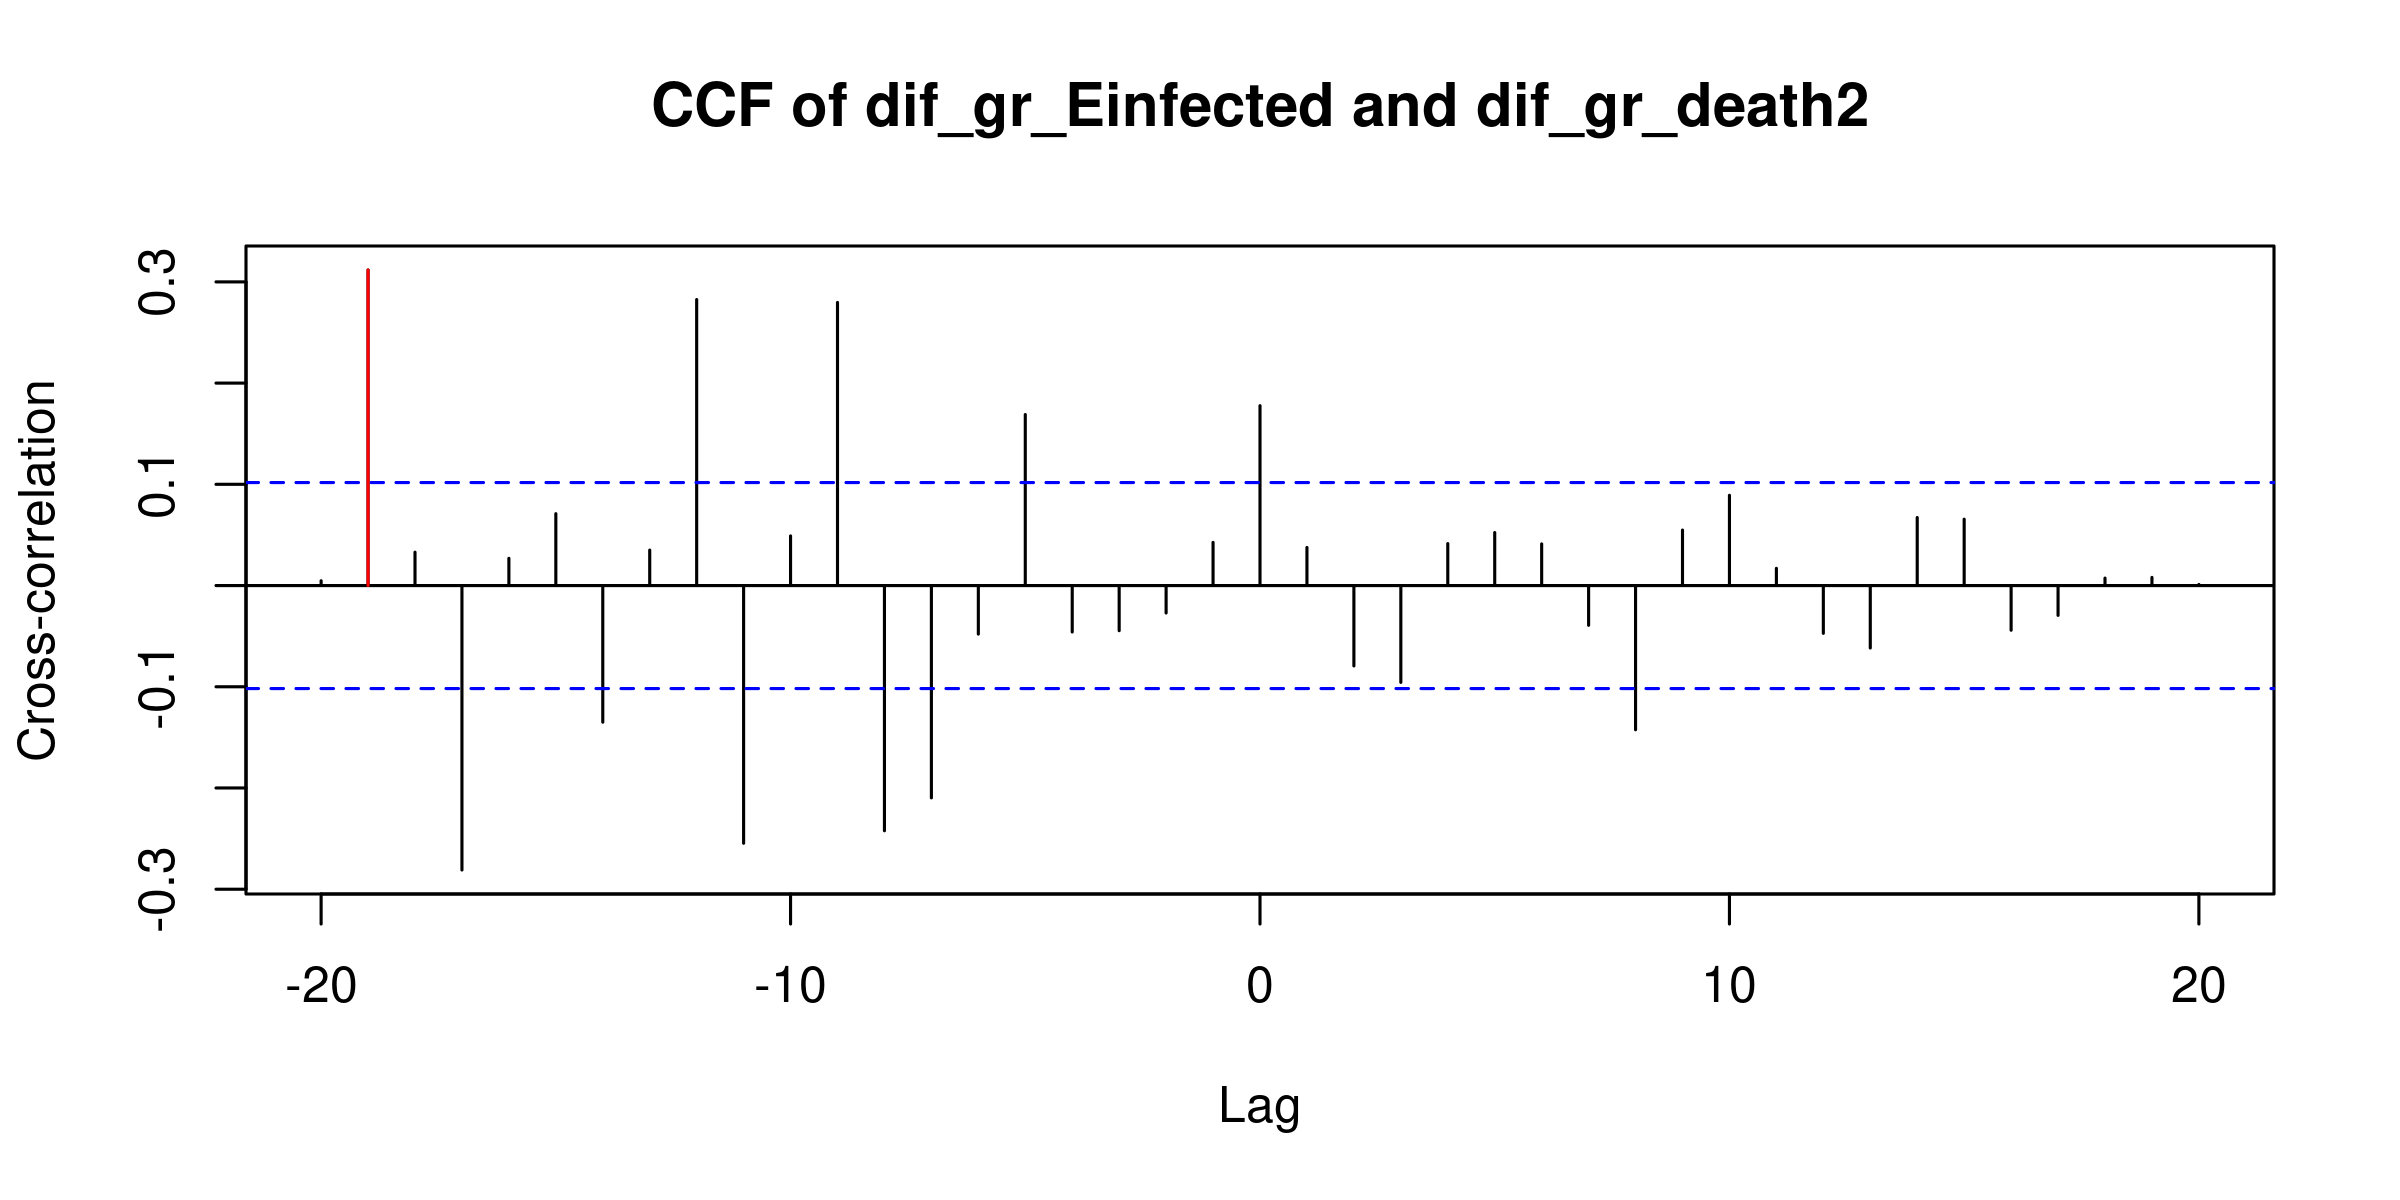 CCF of dif_gr_Einfected and dif_gr_death2
Cross-correlation
0.3
0.1
-0.1
-0.3
-20 -10 0 10 20
Lag